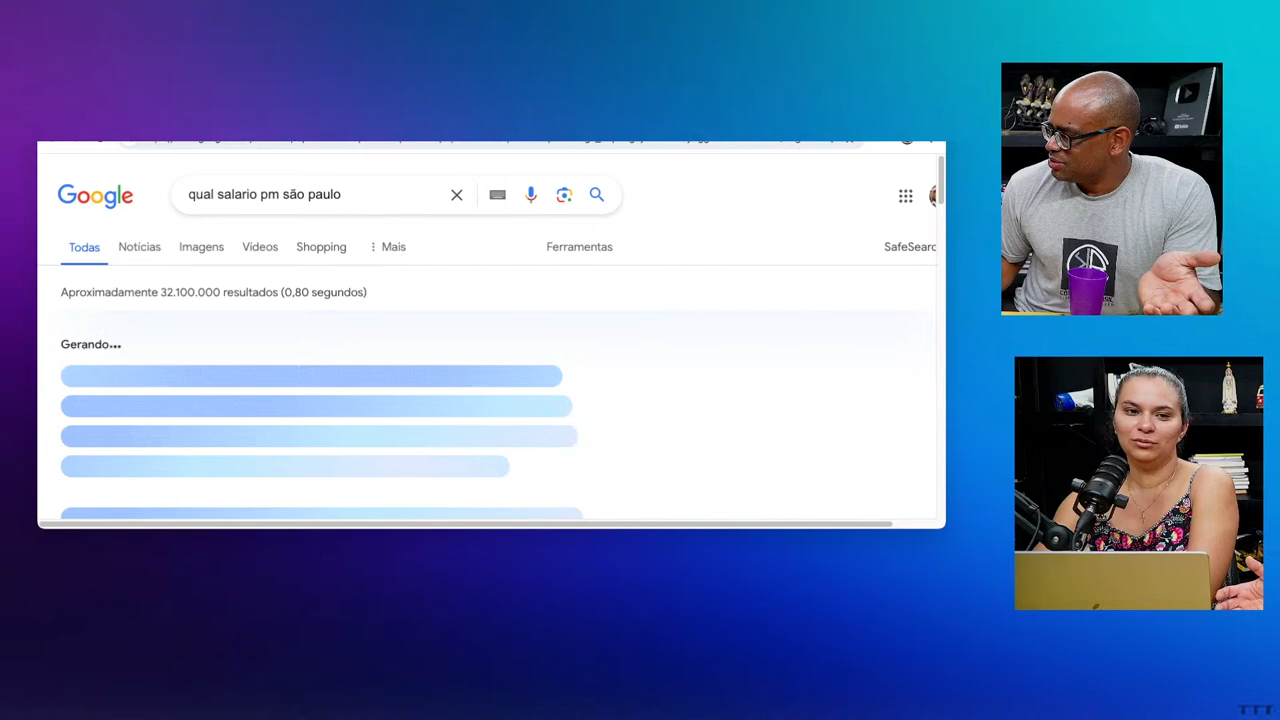 Google
qual salario pm são paulo
Todas
Notícias
Imagens
Vídeos
Shopping
Mais
Ferramentas
SafeSearc
Aproximadamente 32.100.000 resultados (0,80 segundos)
Gerando...